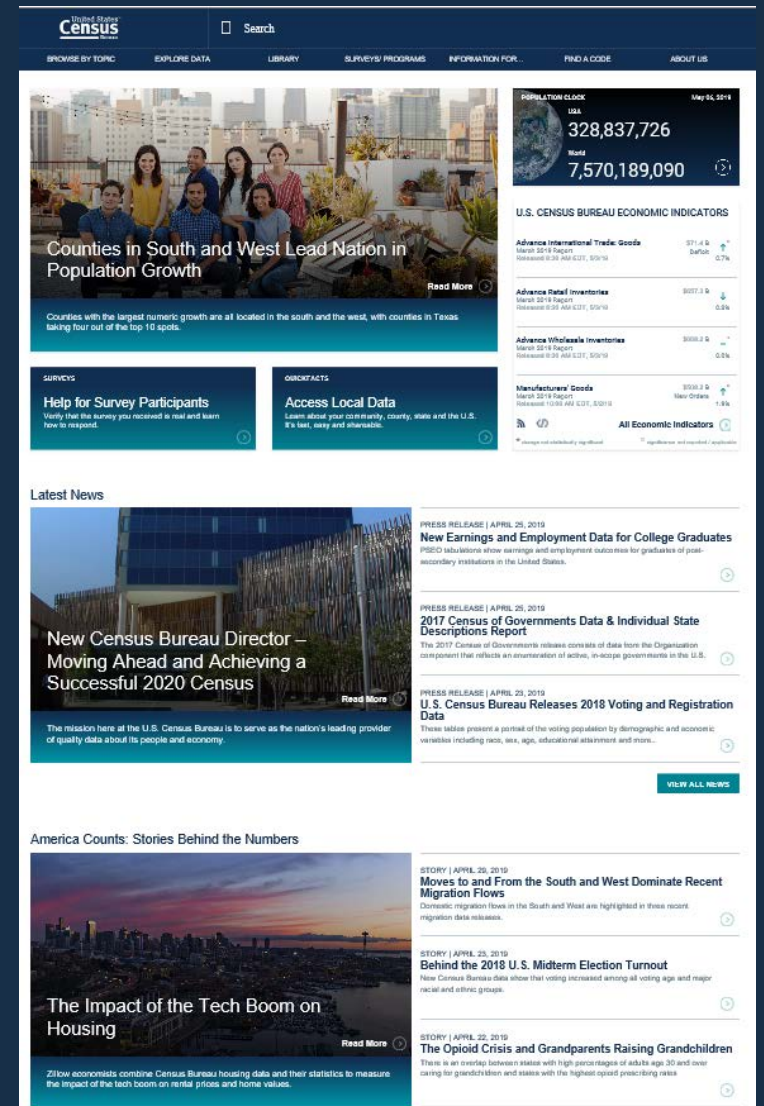 United States®
Census
Bureau
Search
BROWSE BY TOPIC
EXPLORE DATA
LIBRARY
SURVEYS/ PROGRAMS
INFORMATION FOR...
FIND A CODE
ABOUT US
Counties in South and West Lead Nation in
Population Growth
Read More
Counties with the largest numeric growth are all located in the south and the west, with counties in Texas
taking four out of the top 10 spots.
POPULATION CLOCK
May 06, 2019
USA
328,837,726
World
7,570,189,090
U.S. CENSUS BUREAU ECONOMIC INDICATORS
Advance International Trade: Goods
March 2019 Report
$71.4 B
Deficit
0.7%
Advance Retail Inventories
March 2019 Report
Advance Wholesale Inventories
March 2019 Report
Manufacturers' Goods
March 2019 Report
New Orders
1.9%
All Economic Indicators
SURVEYS
Help for Survey Participants
Verify that the survey you received is real and learn
how to respond.
QUICKFACTS
Access Local Data
Learn about your community, county, state and the U.S.
It's fast, easy and shareable.
Latest News
New Census Bureau Director –
Moving Ahead and Achieving a
Successful 2020 Census
Read More
The mission here at the U.S. Census Bureau is to serve as the nation's leading provider
of quality data about its people and economy.
PRESS RELEASE | APRIL 25, 2019
New Earnings and Employment Data for College Graduates
PSEO tabulations show earnings and employment outcomes for graduates of post-
secondary institutions in the United States.
PRESS RELEASE | APRIL 25, 2019
2017 Census of Governments Data & Individual State
Descriptions Report
The 2017 Census of Governments release consists of data from the Organization
component that reflects an enumeration of active, in-scope governments in the U.S.
PRESS RELEASE | APRIL 23, 2019
U.S. Census Bureau Releases 2018 Voting and Registration
Data
These tables present a portrait of the voting population by demographic and economic
variables including race, sex, age, educational attainment and more..
VIEW ALL NEWS
America Counts: Stories Behind the Numbers
The Impact of the Tech Boom on
Housing
Read More
Zillow economists combine Census Bureau housing data and their statistics to measure
the impact of the tech boom on rental prices and home values.
STORY | APRIL 29, 2019
Moves to and From the South and West Dominate Recent
Migration Flows
Domestic migration flows in the South and West are highlighted in three recent
migration data releases.
STORY | APRIL 23, 2019
Behind the 2018 U.S. Midterm Election Turnout
New Census Bureau data show that voting increased among all voting age and major
racial and ethnic groups.
STORY | APRIL 22, 2019
The Opioid Crisis and Grandparents Raising Grandchildren
There is an overlap between states with high percentages of adults age 30 and over
caring for grandchildren and states with the highest opioid prescribing rates